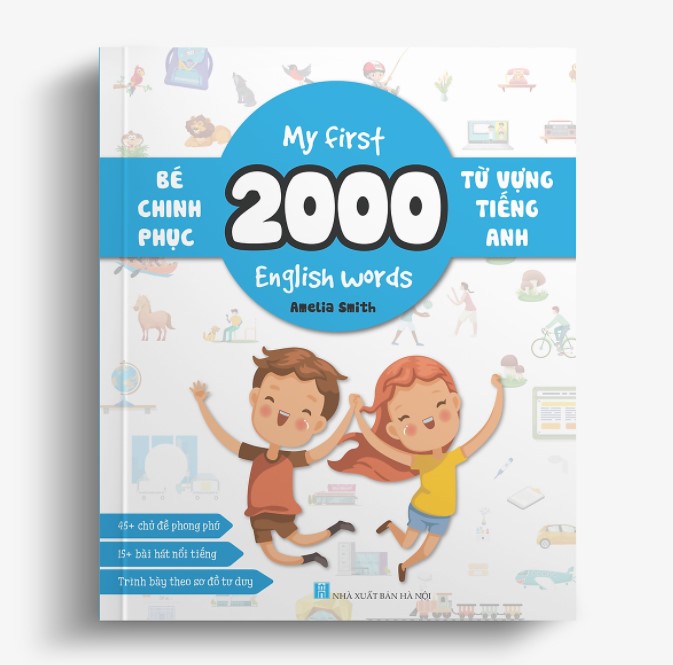 My first
BÉ
CHINH
PHỤC
2000
TỪ VỰNG
TIẾNG
ANH
English words
Amelia Smith
45+ chủ đề phong phú
15+ bài hát nổi tiếng
Trình bày theo sơ đồ tư duy
NHÀ XUẤT BẢN HÀ NỘI